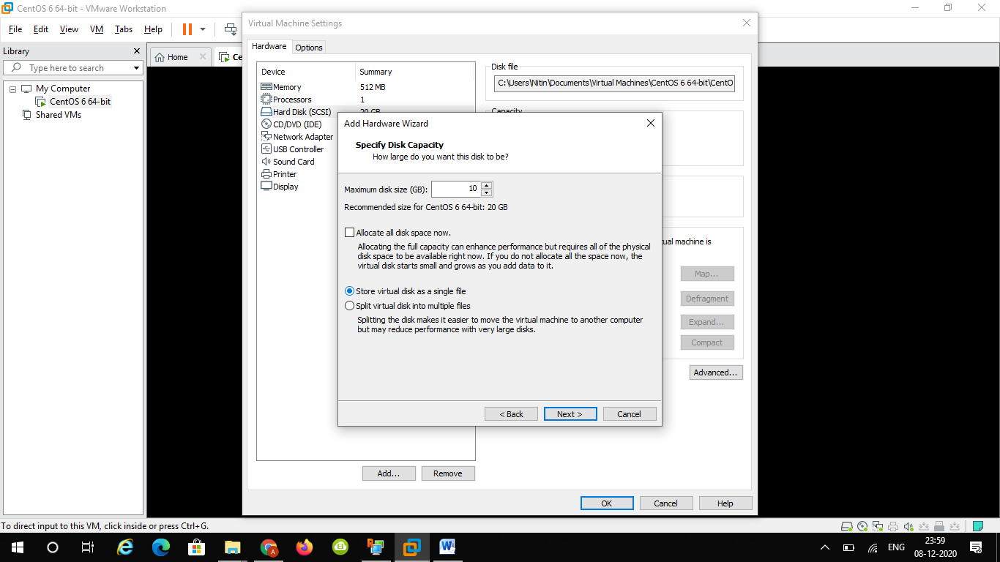 CentOS 6 64-bit - VMware Workstation
File Edit View VM Tabs Help
Library
Type here to search
My Computer
CentOS 6 64-bit
Shared VMs
Home
Ce
Virtual Machine Settings
Hardware Options
Device Summary
Memory 512 MB
Processors 1
Hard Disk (SCSI) 20 GB
CD/DVD (IDE)
Network Adapter
USB Controller
Sound Card
Printer
Display
Disk file
C:\Users\Nitin\Documents\Virtual Machines\CentOS 6 64-bit\CentO
Capacity
Add Hardware Wizard
Specify Disk Capacity
How large do you want this disk to be?
Maximum disk size (GB): 10
Recommended size for CentOS 6 64-bit: 20 GB
Allocate all disk space now.
Allocating the full capacity can enhance performance but requires all of the physical
disk space to be available right now. If you do not allocate all the space now, the
virtual disk starts small and grows as you add data to it.
Store virtual disk as a single file
Split virtual disk into multiple files
Splitting the disk makes it easier to move the virtual machine to another computer
but may reduce performance with very large disks.
< Back Next > Cancel
tual machine is
Map...
Defragment
Expand...
Compact
Advanced...
Add... Remove
OK Cancel Help
To direct input to this VM, click inside or press Ctrl+G.
ENG
23:59
08-12-2020